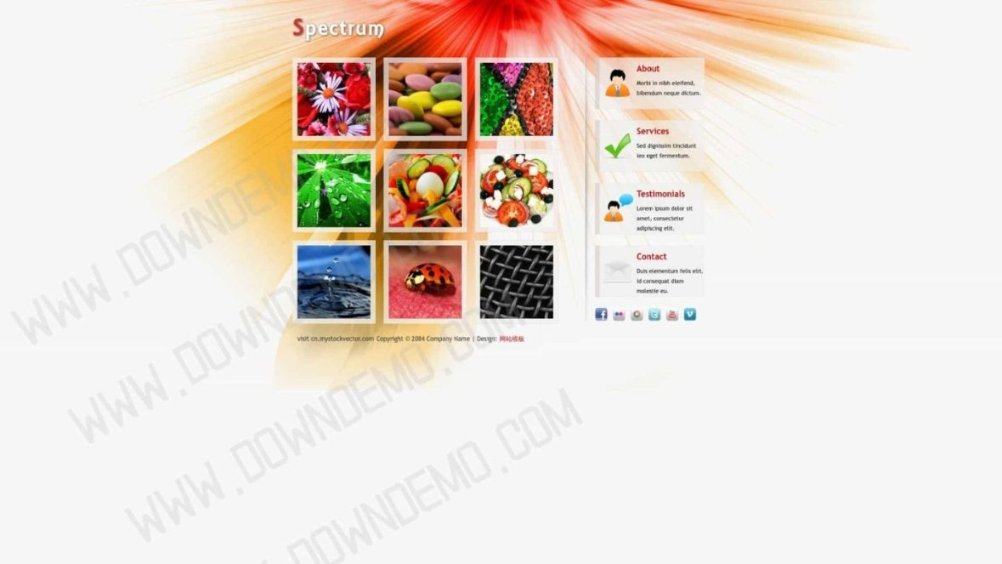 Spectrum
About
Morbi in nibh eleifend,
bibendum neque dictum.
Services
Sed dignissim tincidunt
leo eget fermentum.
Testimonials
Lorem ipsum dolor sit
amet, consectetur
adipiscing elit.
Contact
Duis elementum felis elit,
id consequat diam
molestie eu.
visit cn.mystockvector.com Copyright © 2084 Company Name | Design: 网站模板
WWW.DOWNDEMO.COM
WWW.DOWNDEMO.COM
WWW.DOWNDEMO.COM